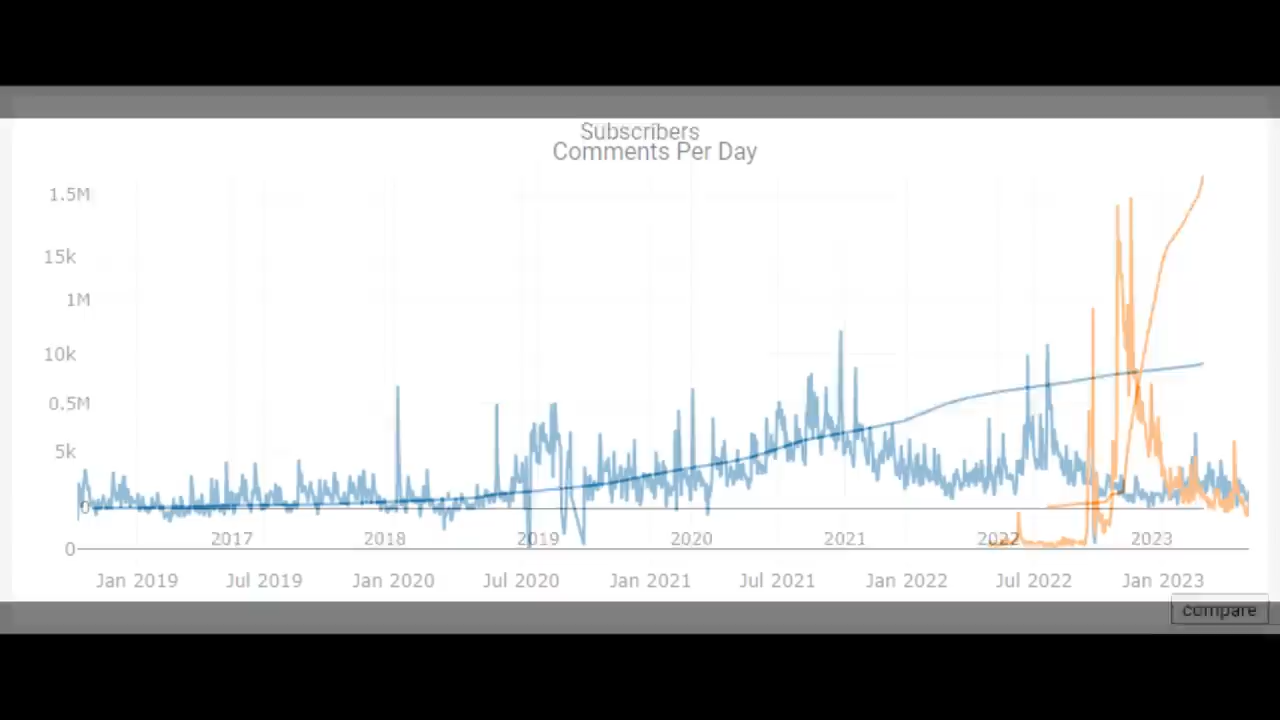 Subscribers
Comments Per Day
1.5M
15k
1M
10k
0.5M
5k
0
2017 2018 2019 2020 2021 2022 2023
0
Jan 2019 Jul 2019 Jan 2020 Jul 2020 Jan 2021 Jul 2021 Jan 2022 Jul 2022 Jan 2023
compare